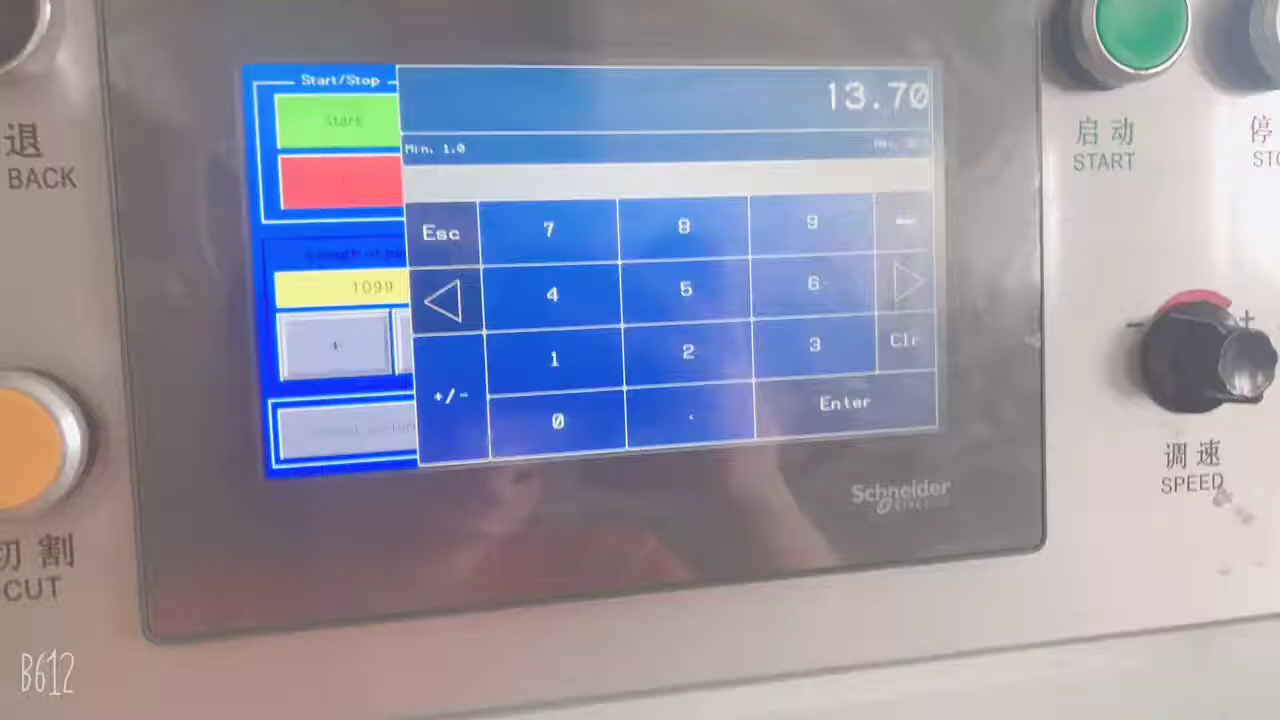 退
BACK
切割
CUT
Start/Stop
Start
1099
+
13.70
Min. 1.0
Esc
7
8
9
4
5
6
1
2
3
Clr
+/-
0
.
Enter
Schneider
启动
START
停
STO
- +
调速
SPEED
B612